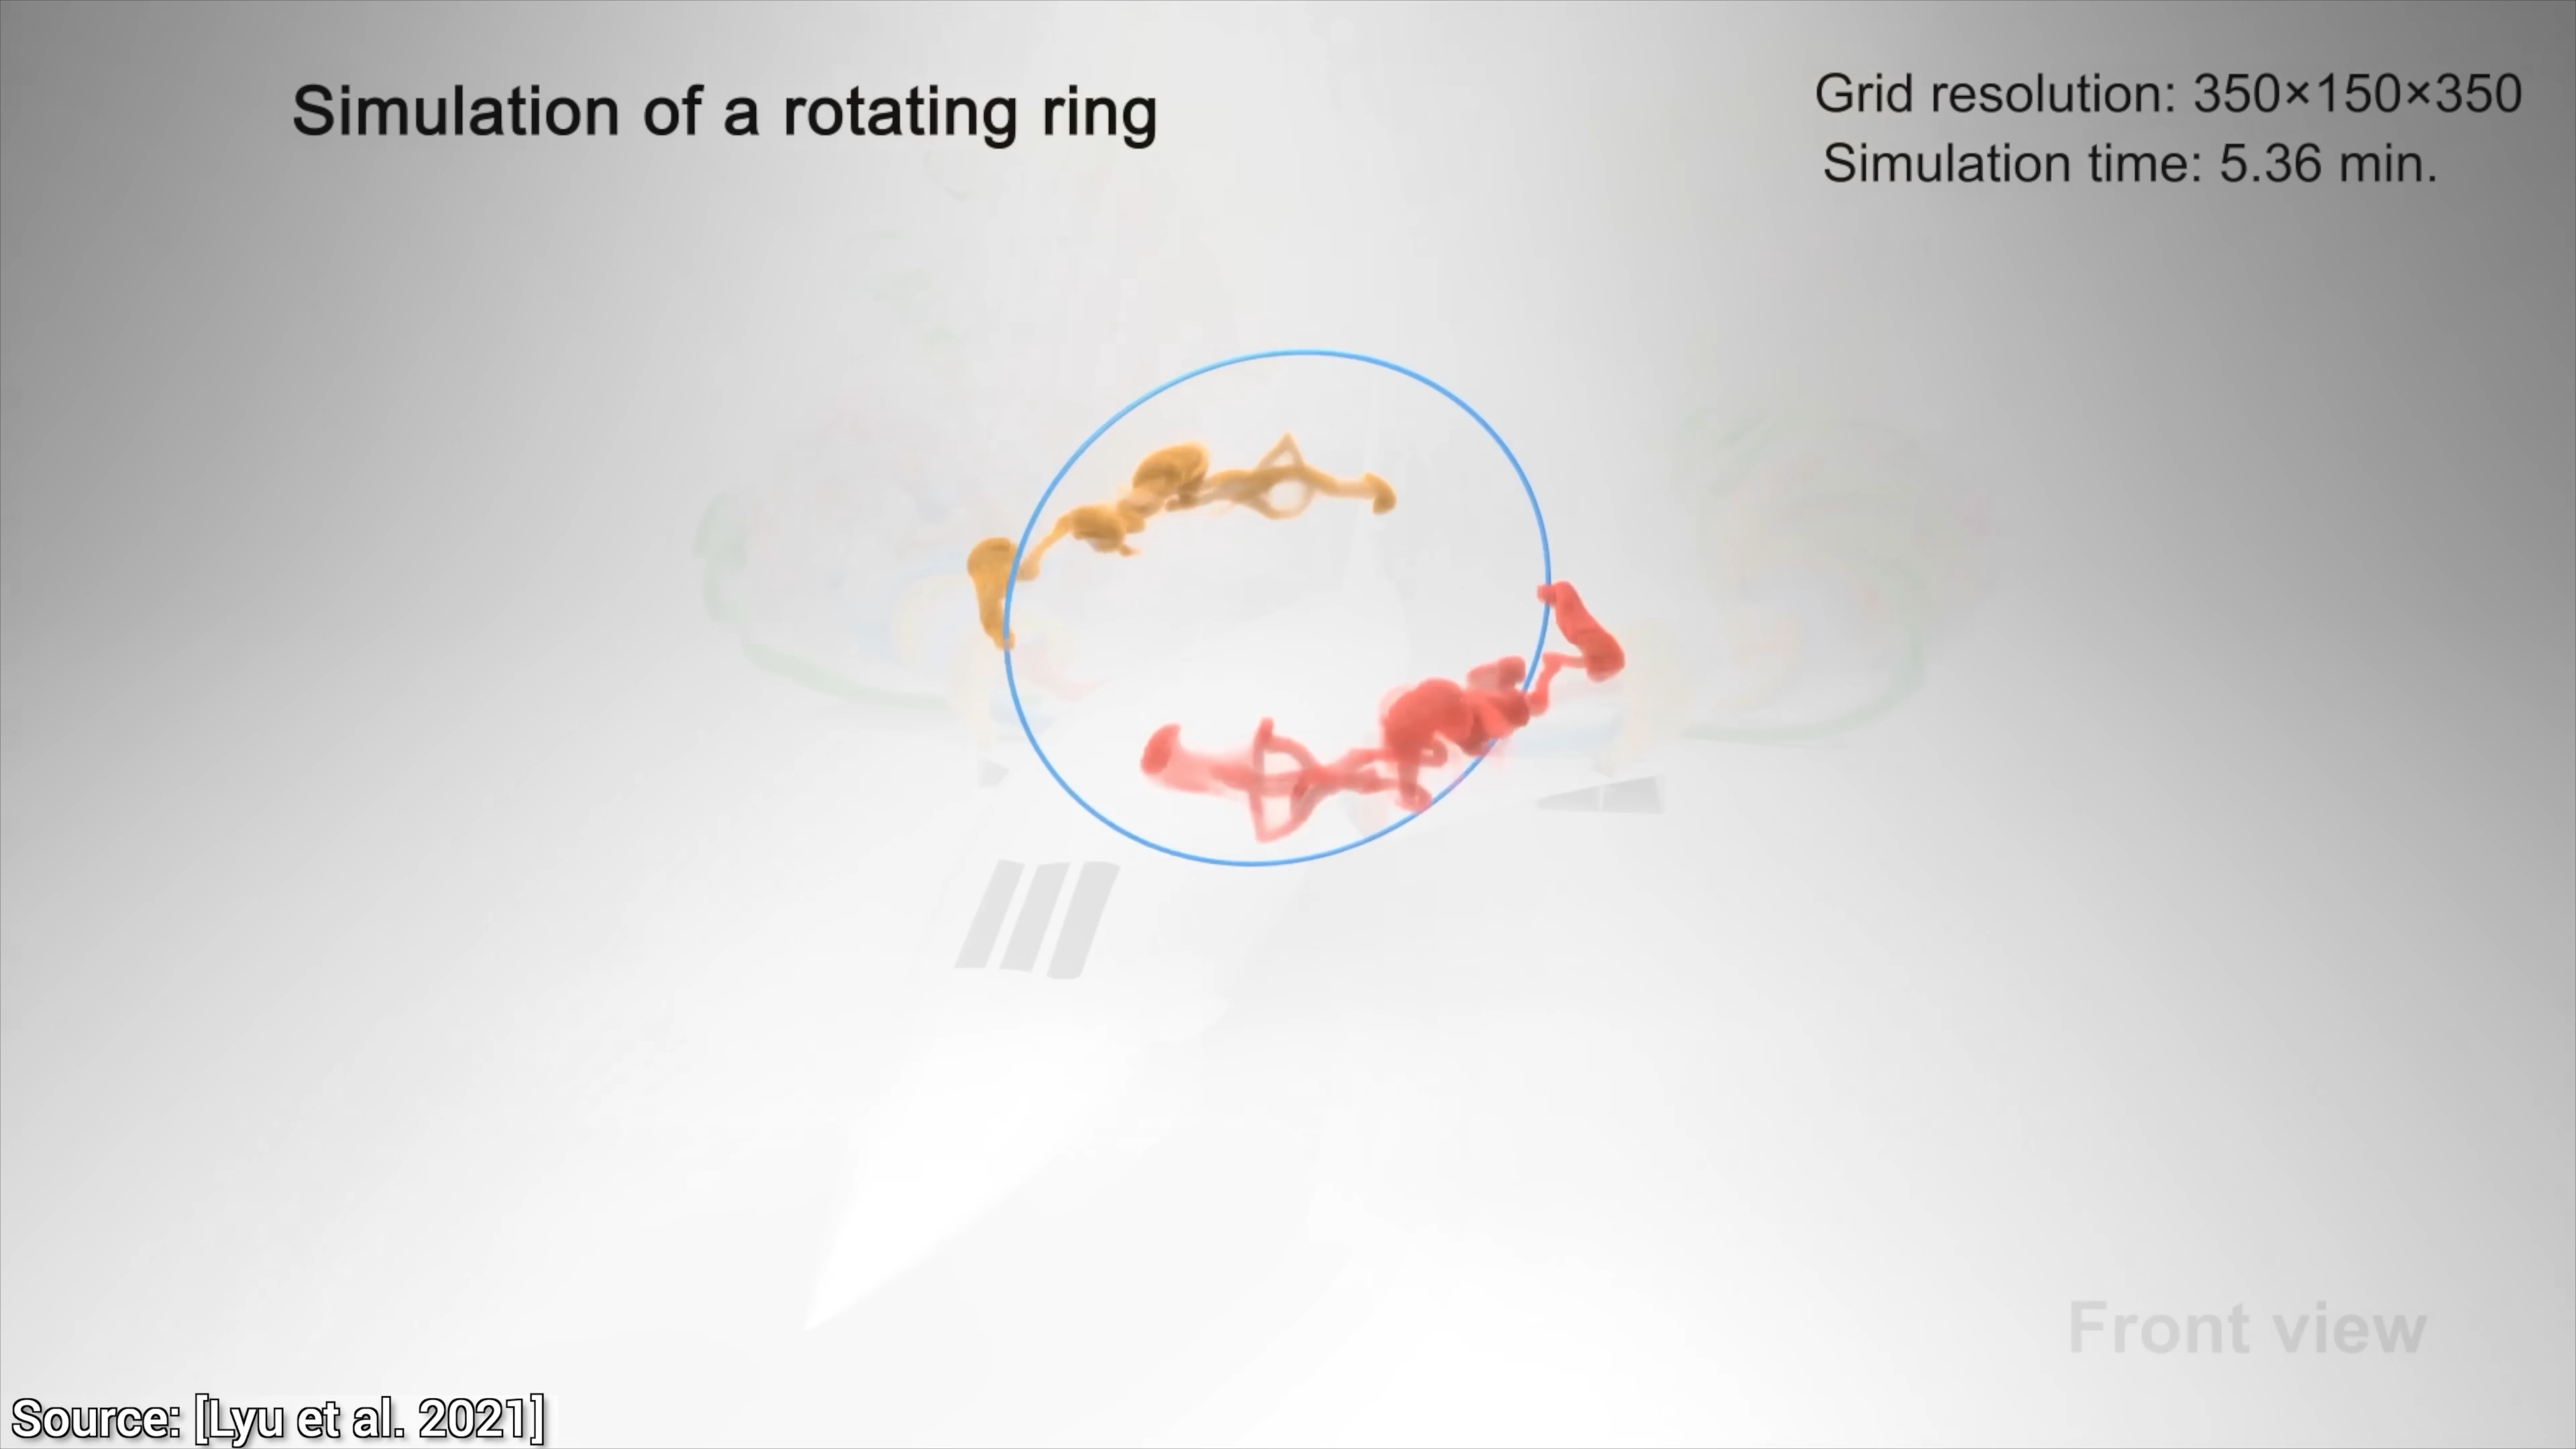 Simulation of a rotating ring
Grid resolution: 350×150×350
Simulation time: 5.36 min.
Front view
Source: [Lyu et al. 2021]